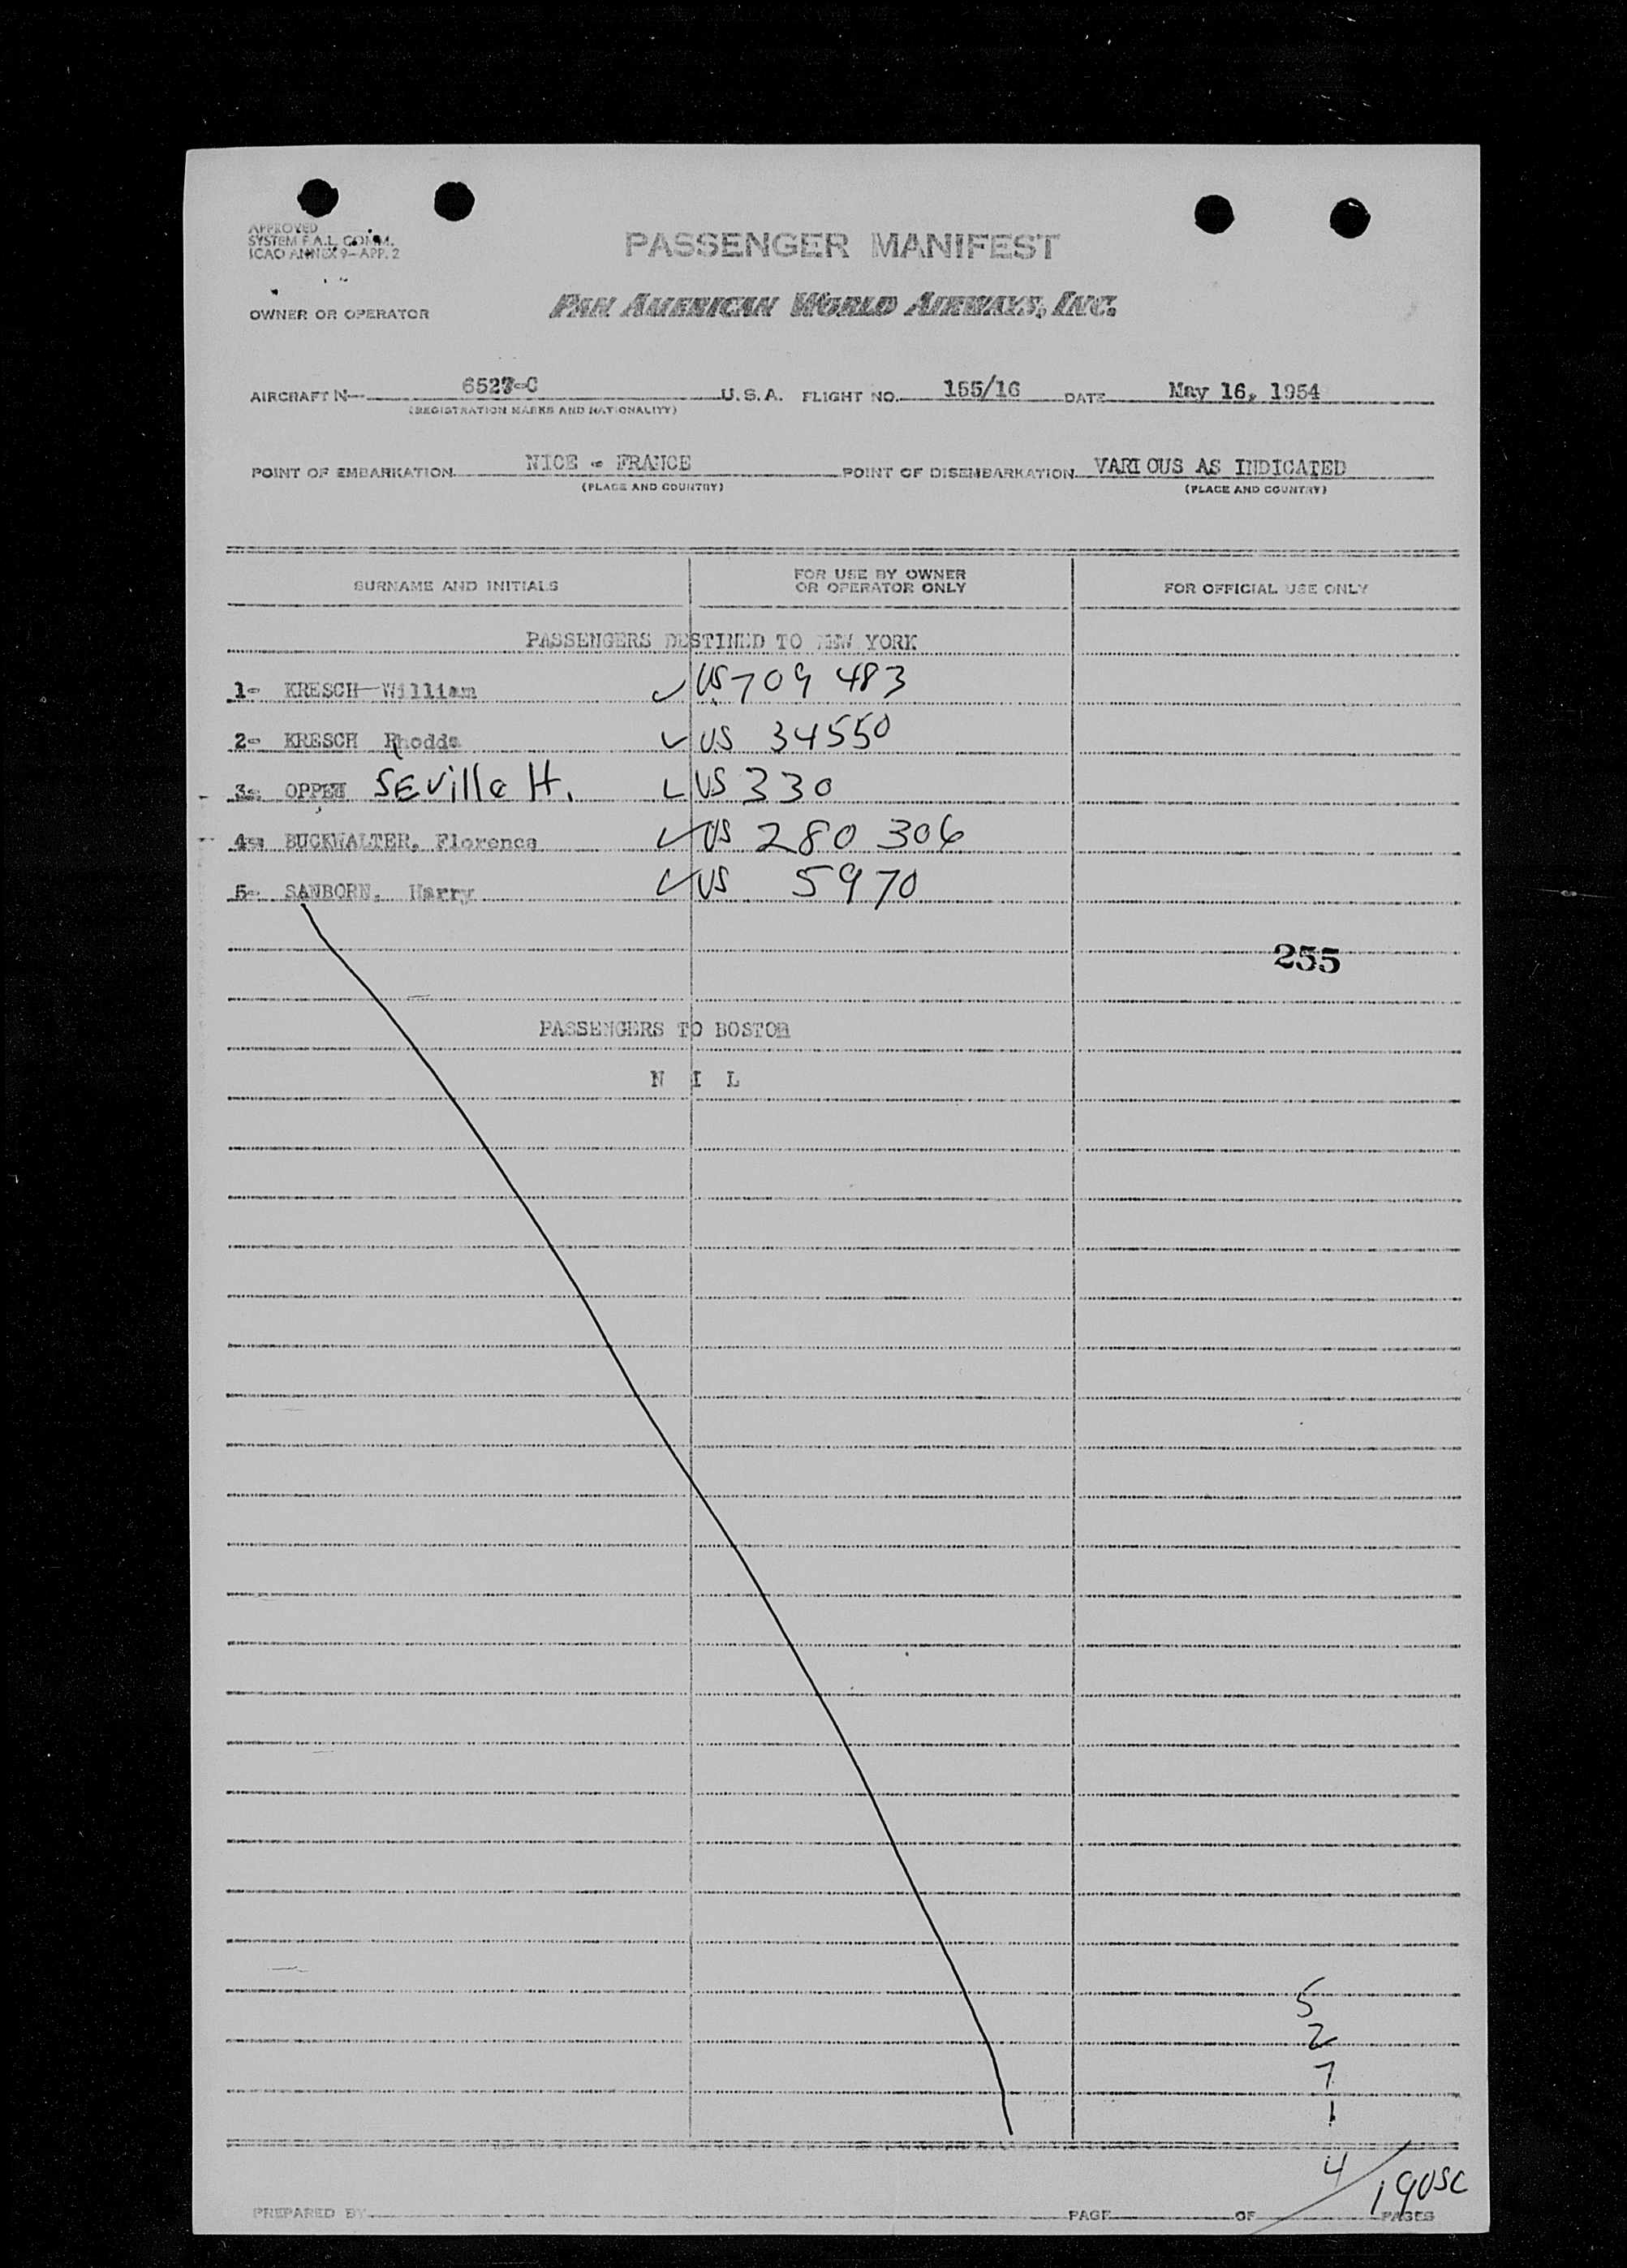 APPROVED
SYSTEM F.A.L. COMM.
ICAO ANNEX 9-APP. 2
PASSENGER MANIFEST
OWNER OR OPERATOR PAN AMERICAN WORLD AIRWAYS, INC.
AIRCRAFT N 6527-C U.S.A. FLIGHT NO. 155/16 DATE May 16, 1954
(REGISTRATION MARKS AND NATIONALITY)
POINT OF EMBARKATION NICE - FRANCE POINT OF DISEMBARKATION VARIOUS AS INDICATED
(PLACE AND COUNTRY) (PLACE AND COUNTRY)
SURNAME AND INITIALS FOR USE BY OWNER OR OPERATOR ONLY FOR OFFICIAL USE ONLY
PASSENGERS DESTINED TO NEW YORK
1- KRESCH William ✓ US 709 483
2- KRESCH Rhodda ✓ US 34550
3- OPPEN SEville H. ✓ US 330
4- BUCKWALTER, Florence ✓ US 280 306
5- SANBORN, Harry ✓ US 5970
255
PASSENGERS TO BOSTON
N I L
5
2
7
1
4/19 USC
PREPARED BY PAGE OF PAGES